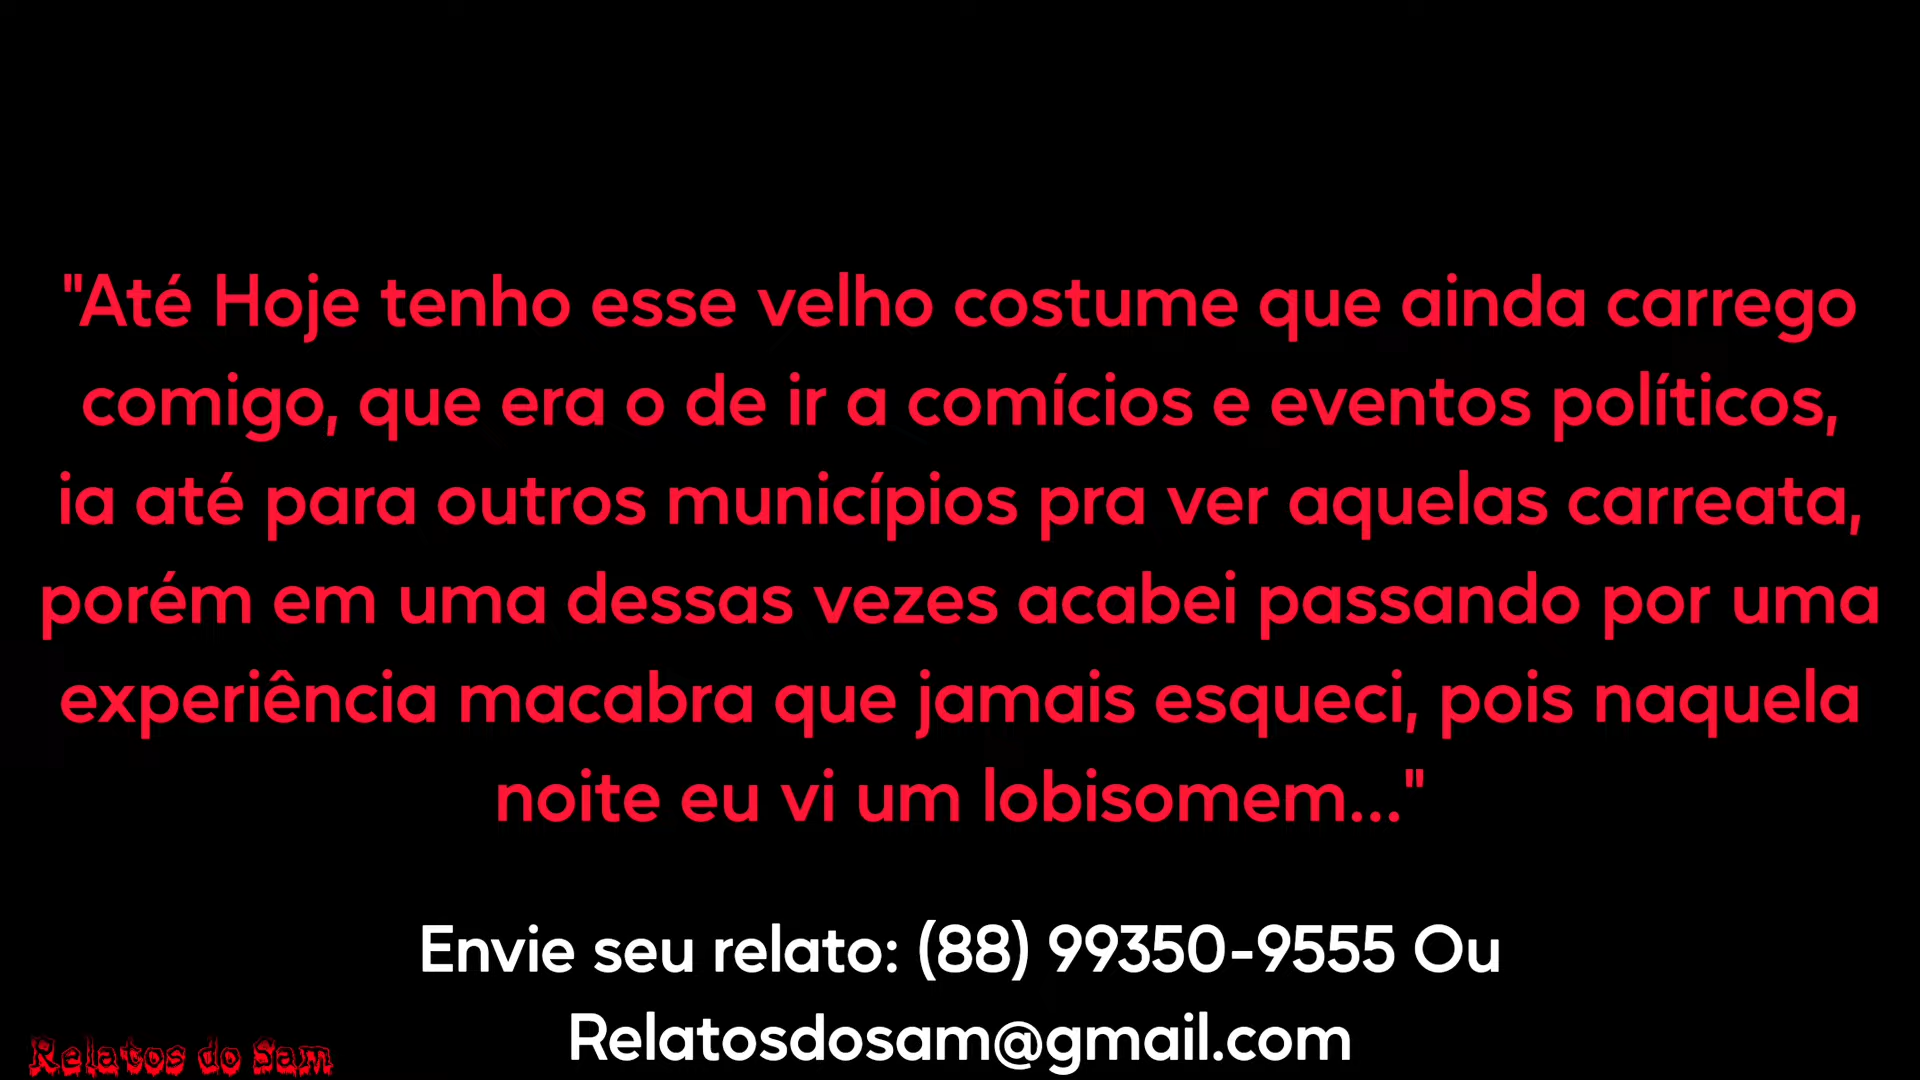 "Até Hoje tenho esse velho costume que ainda carrego
comigo, que era o de ir a comícios e eventos políticos,
ia até para outros municípios pra ver aquelas carreata,
porém em uma dessas vezes acabei passando por uma
experiência macabra que jamais esqueci, pois naquela
noite eu vi um lobisomem..."
Envie seu relato: (88) 99350-9555 Ou
Relatosdosam@gmail.com
Relatos do Sam